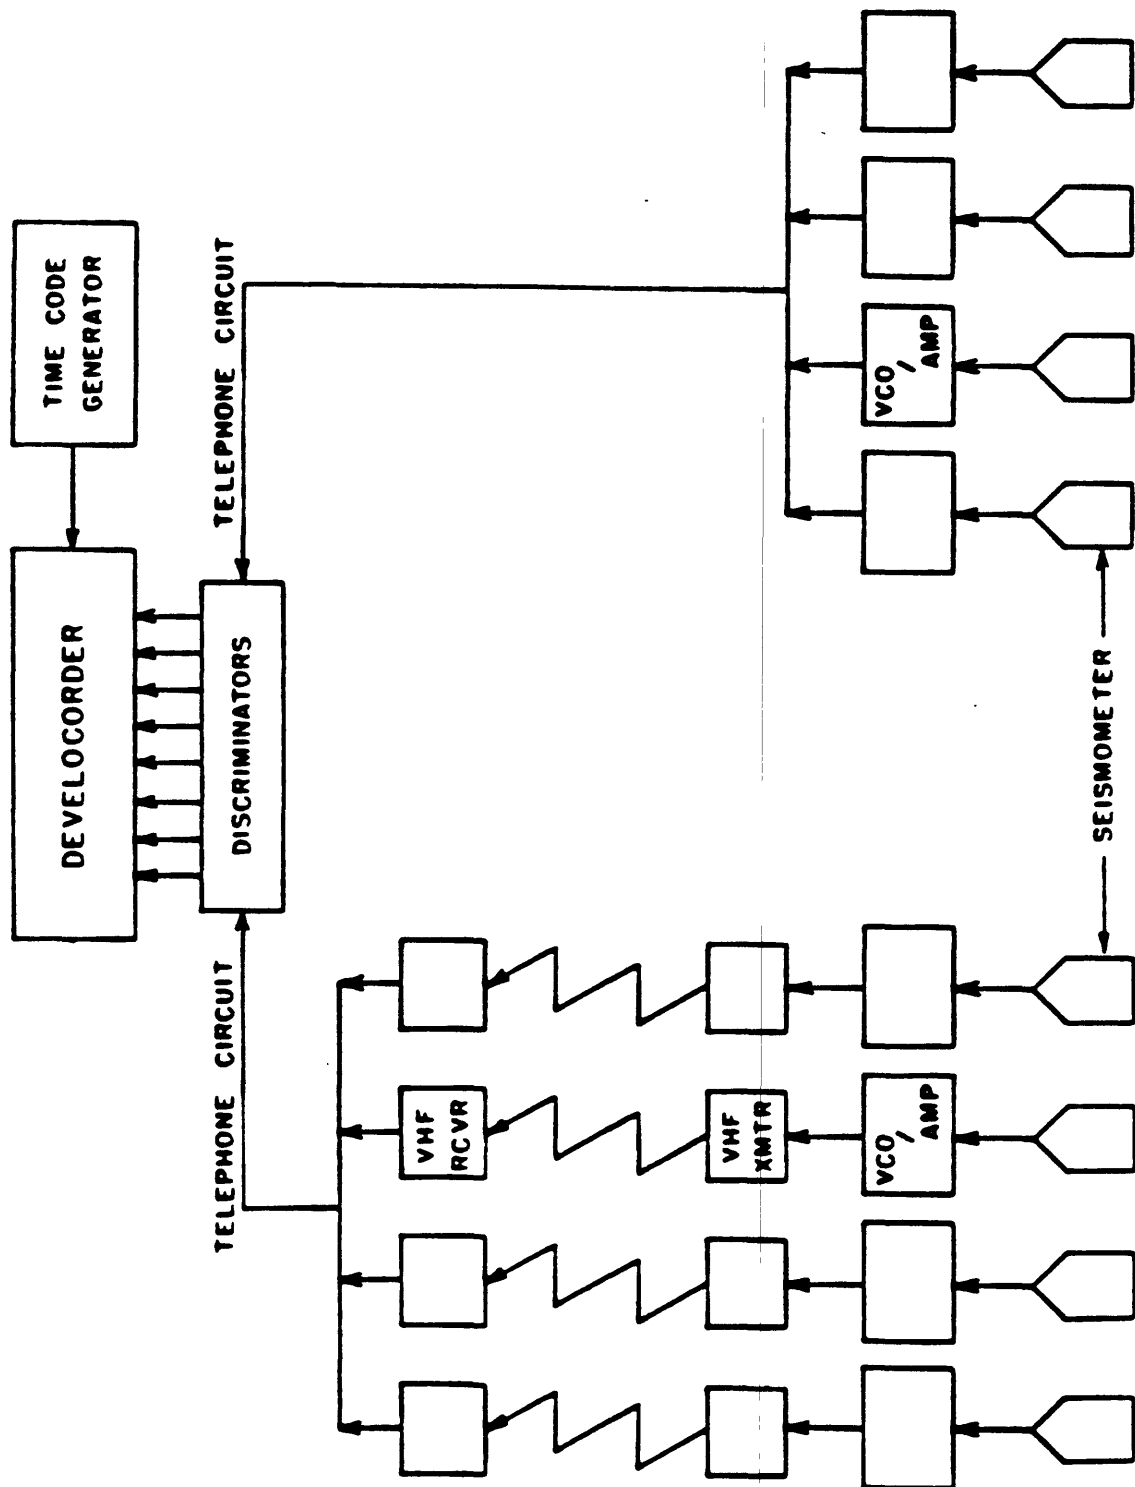 TIME CODE
GENERATOR
DEVELOCORDER
TELEPHONE CIRCUIT
DISCRIMINATORS
TELEPHONE CIRCUIT
VHF
RCVR
VHF
XMTR
VCO/
AMP
VCO/
AMP
SEISMOMETER